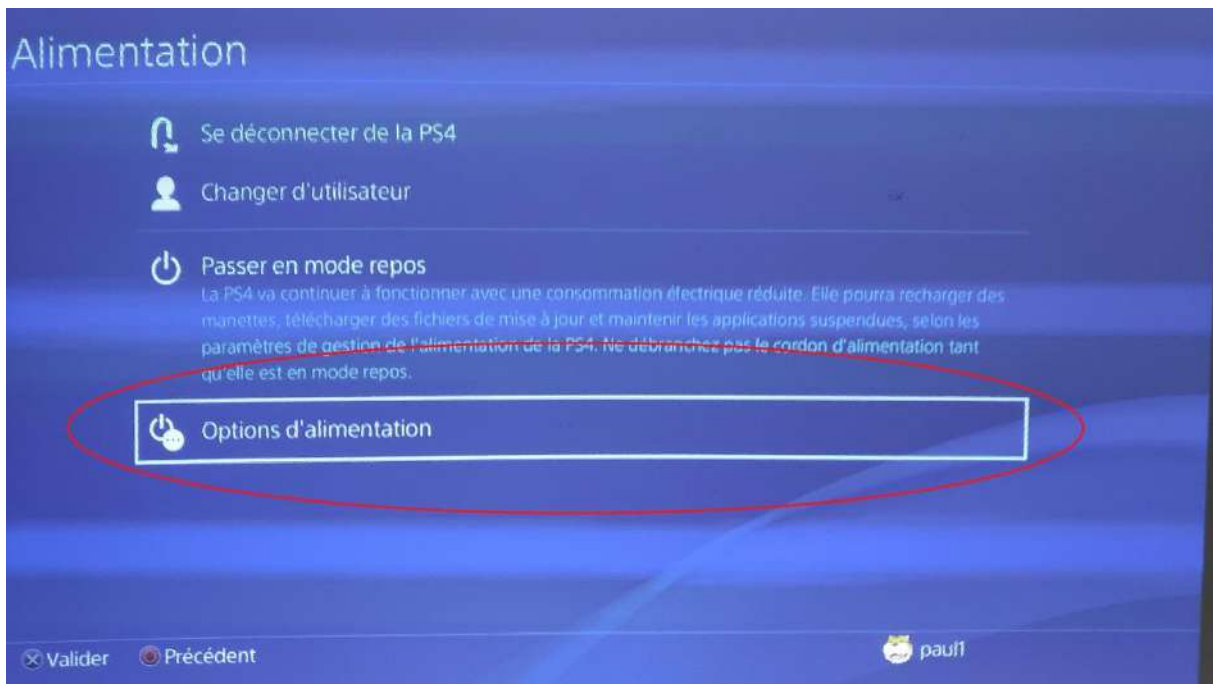 Alimentation
Se déconnecter de la PS4
Changer d'utilisateur
Passer en mode repos
La PS4 va continuer à fonctionner avec une consommation électrique réduite. Elle pourra recharger des
manettes, télécharger des fichiers de mise à jour et maintenir les applications suspendues, selon les
paramètres de gestion de l'alimentation de la PS4. Ne débranchez pas le cordon d'alimentation tant
qu'elle est en mode repos.
Options d'alimentation
Valider Précédent paul1